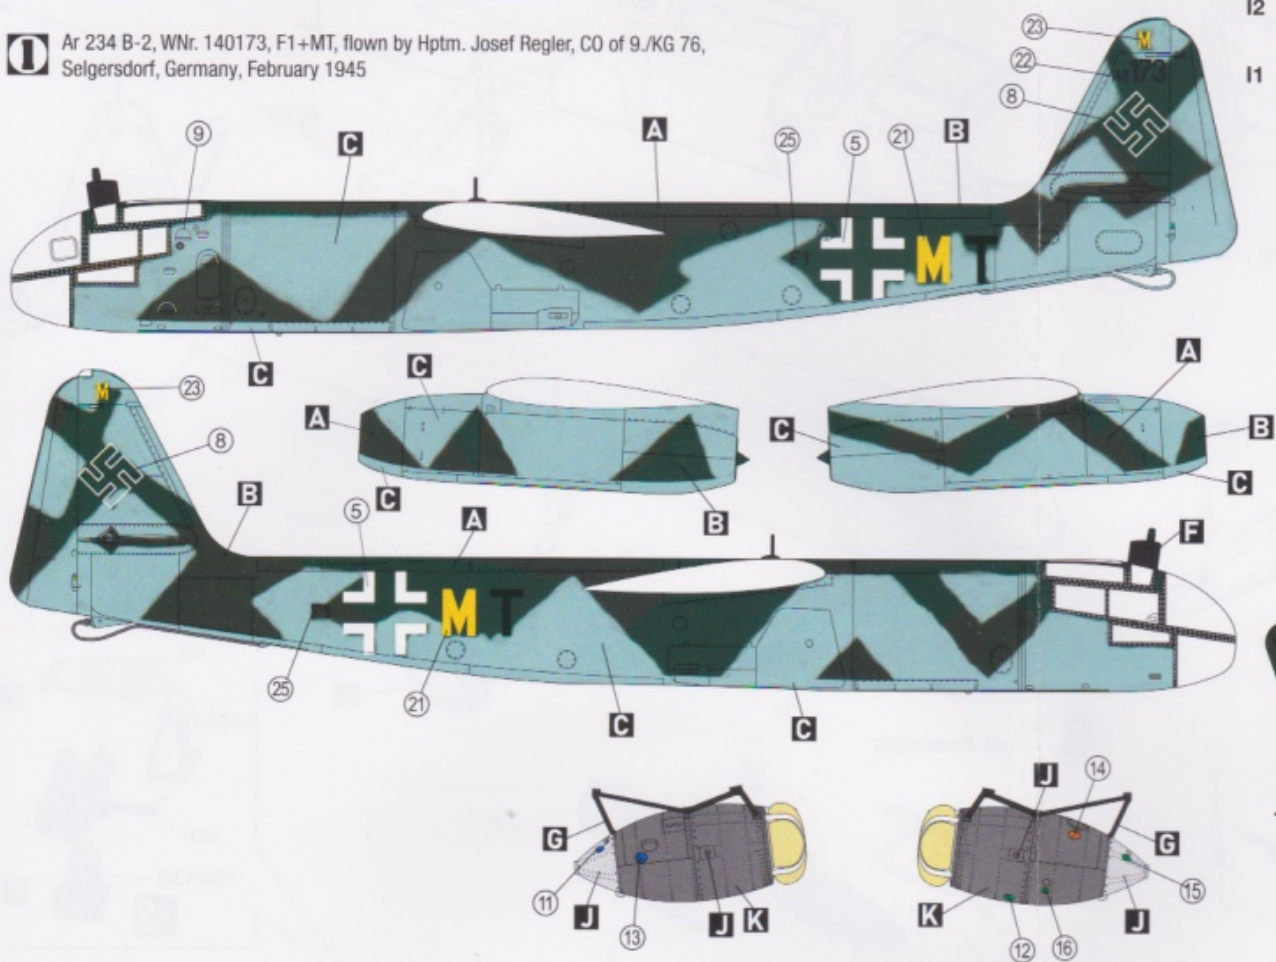 I2
1 Ar 234 B-2, WNr. 140173, F1+MT, flown by Hptm. Josef Regler, CO of 9./KG 76,
Selgersdorf, Germany, February 1945
I1
23
M
22
173
8
9
C
A
25
5
21
B
M T
C
23
M
8
C
A
C
B
A
C
B
C
B
5
A
F
M T
25
21
C
C
G
11
J
13
J
K
J
14
G
K
12
16
15
J